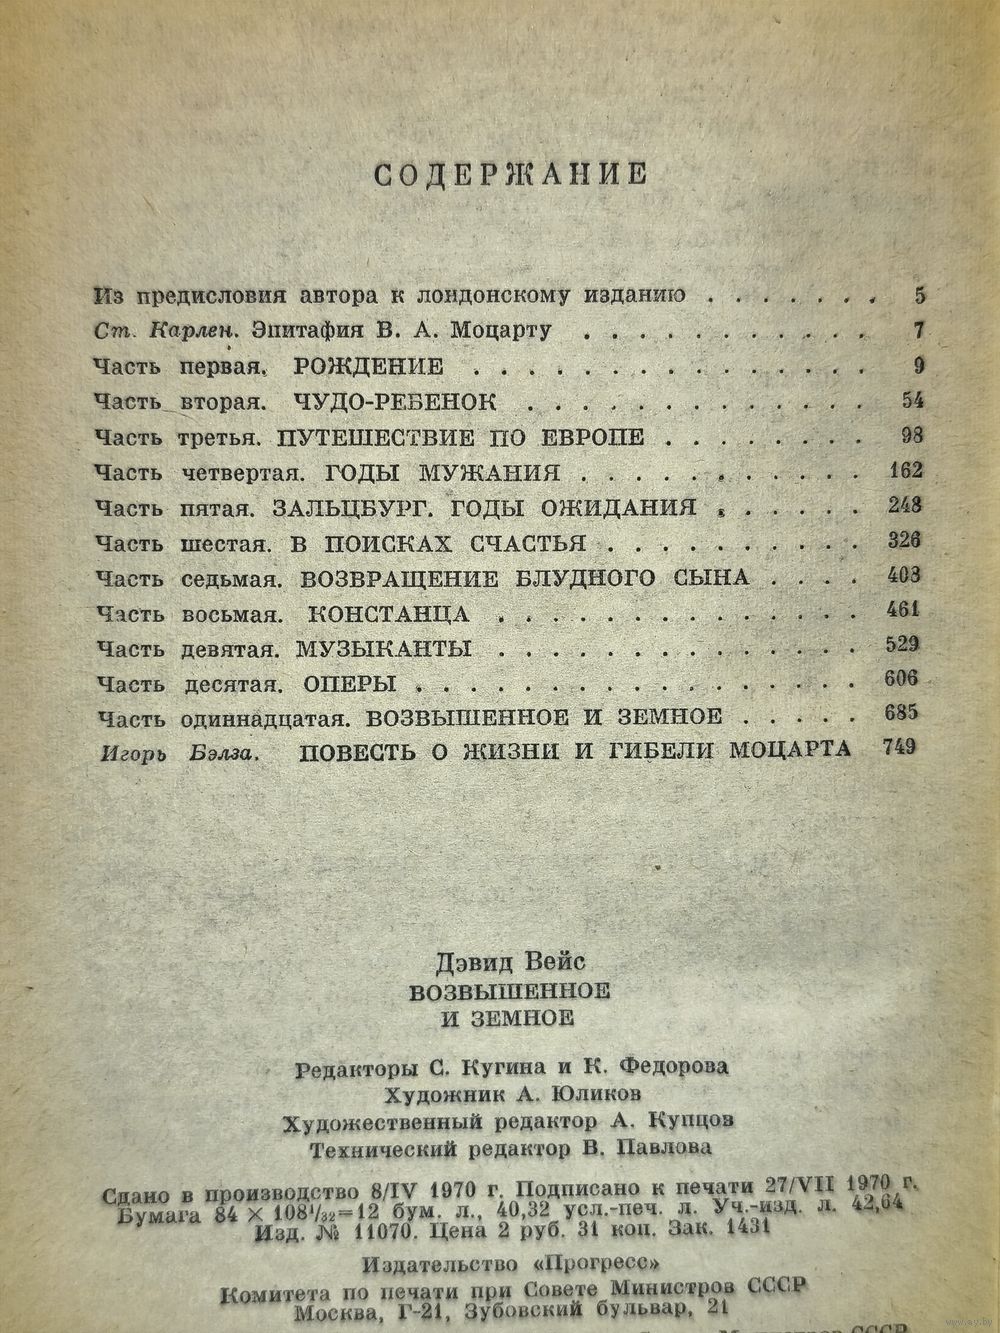 СОДЕРЖАНИЕ
Из предисловия автора к лондонскому изданию . . . . . . . 5
Ст. Карлен. Эпитафия В. А. Моцарту . . . . . . . . . . . 7
Часть первая. РОЖДЕНИЕ . . . . . . . . . . . . . . . 9
Часть вторая. ЧУДО-РЕБЕНОК . . . . . . . . . . . . . 54
Часть третья. ПУТЕШЕСТВИЕ ПО ЕВРОПЕ . . . . . . . . 98
Часть четвертая. ГОДЫ МУЖАНИЯ . . . . . . . . . . . 162
Часть пятая. ЗАЛЬЦБУРГ. ГОДЫ ОЖИДАНИЯ . . . . . . 248
Часть шестая. В ПОИСКАХ СЧАСТЬЯ . . . . . . . . . . 326
Часть седьмая. ВОЗВРАЩЕНИЕ БЛУДНОГО СЫНА . . . . 403
Часть восьмая. КОНСТАНЦА . . . . . . . . . . . . . . 461
Часть девятая. МУЗЫКАНТЫ . . . . . . . . . . . . . . 529
Часть десятая. ОПЕРЫ . . . . . . . . . . . . . . . . . 606
Часть одиннадцатая. ВОЗВЫШЕННОЕ И ЗЕМНОЕ . . . . . 685
Игорь Бэлза. ПОВЕСТЬ О ЖИЗНИ И ГИБЕЛИ МОЦАРТА 749
Дэвид Вейс
ВОЗВЫШЕННОЕ
И ЗЕМНОЕ
Редакторы С. Кугина и К. Федорова
Художник А. Юликов
Художественный редактор А. Купцов
Технический редактор В. Павлова
Сдано в производство 8/IV 1970 г. Подписано к печати 27/VII 1970 г.
Бумага 84 × 108 1/32=12 бум. л., 40,32 усл.-печ. л. Уч.-изд. л. 42,64
Изд. № 11070. Цена 2 руб. 31 коп. Зак. 1431
Издательство «Прогресс»
Комитета по печати при Совете Министров СССР
Москва, Г-21, Зубовский бульвар, 21
Министров СССР
www.ay.by